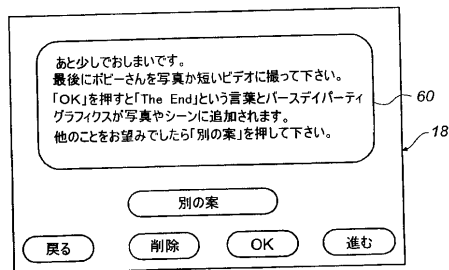 あと少しでおしまいです。
最後にボビーさんを写真か短いビデオに撮って下さい。
「OK」を押すと「The End」という言葉とバースデイパーティ
グラフィクスが写真やシーンに追加されます。
他のことをお望みでしたら「別の案」を押して下さい。
60
18
別の案
戻る 削除 OK 進む